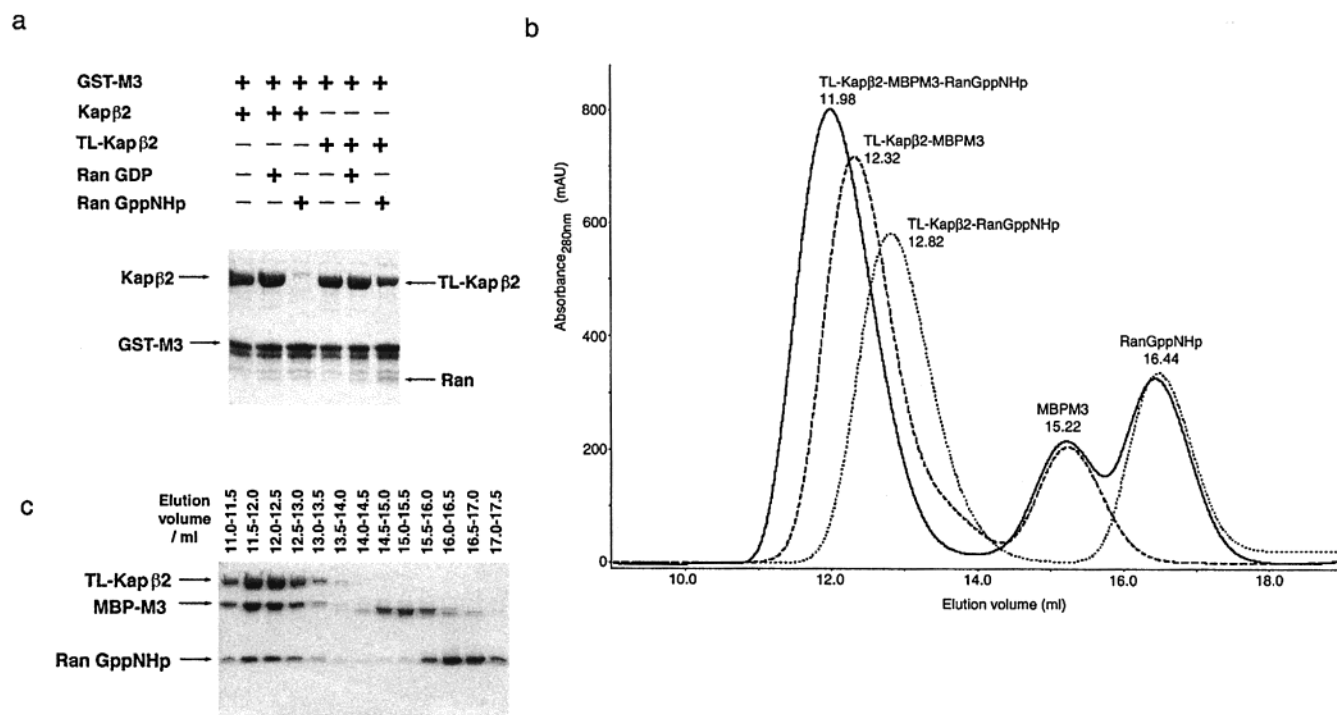 a
GST-M3 + + + + + +
Kapβ2 + + + – – –
TL-Kapβ2 – – – + + +
Ran GDP – + – – + –
Ran GppNHp – – + – – +
Kapβ2
TL-Kapβ2
GST-M3
Ran
b
Absorbance280nm (mAU)
800
600
400
200
0
10.0 12.0 14.0 16.0 18.0
Elution volume (ml)
TL-Kapβ2-MBPM3-RanGppNHp
11.98
TL-Kapβ2-MBPM3
12.32
TL-Kapβ2-RanGppNHp
12.82
MBPM3
15.22
RanGppNHp
16.44
c
Elution
volume
/ ml
11.0-11.5
11.5-12.0
12.0-12.5
12.5-13.0
13.0-13.5
13.5-14.0
14.0-14.5
14.5-15.0
15.0-15.5
15.5-16.0
16.0-16.5
16.5-17.0
17.0-17.5
TL-Kapβ2
MBP-M3
Ran GppNHp